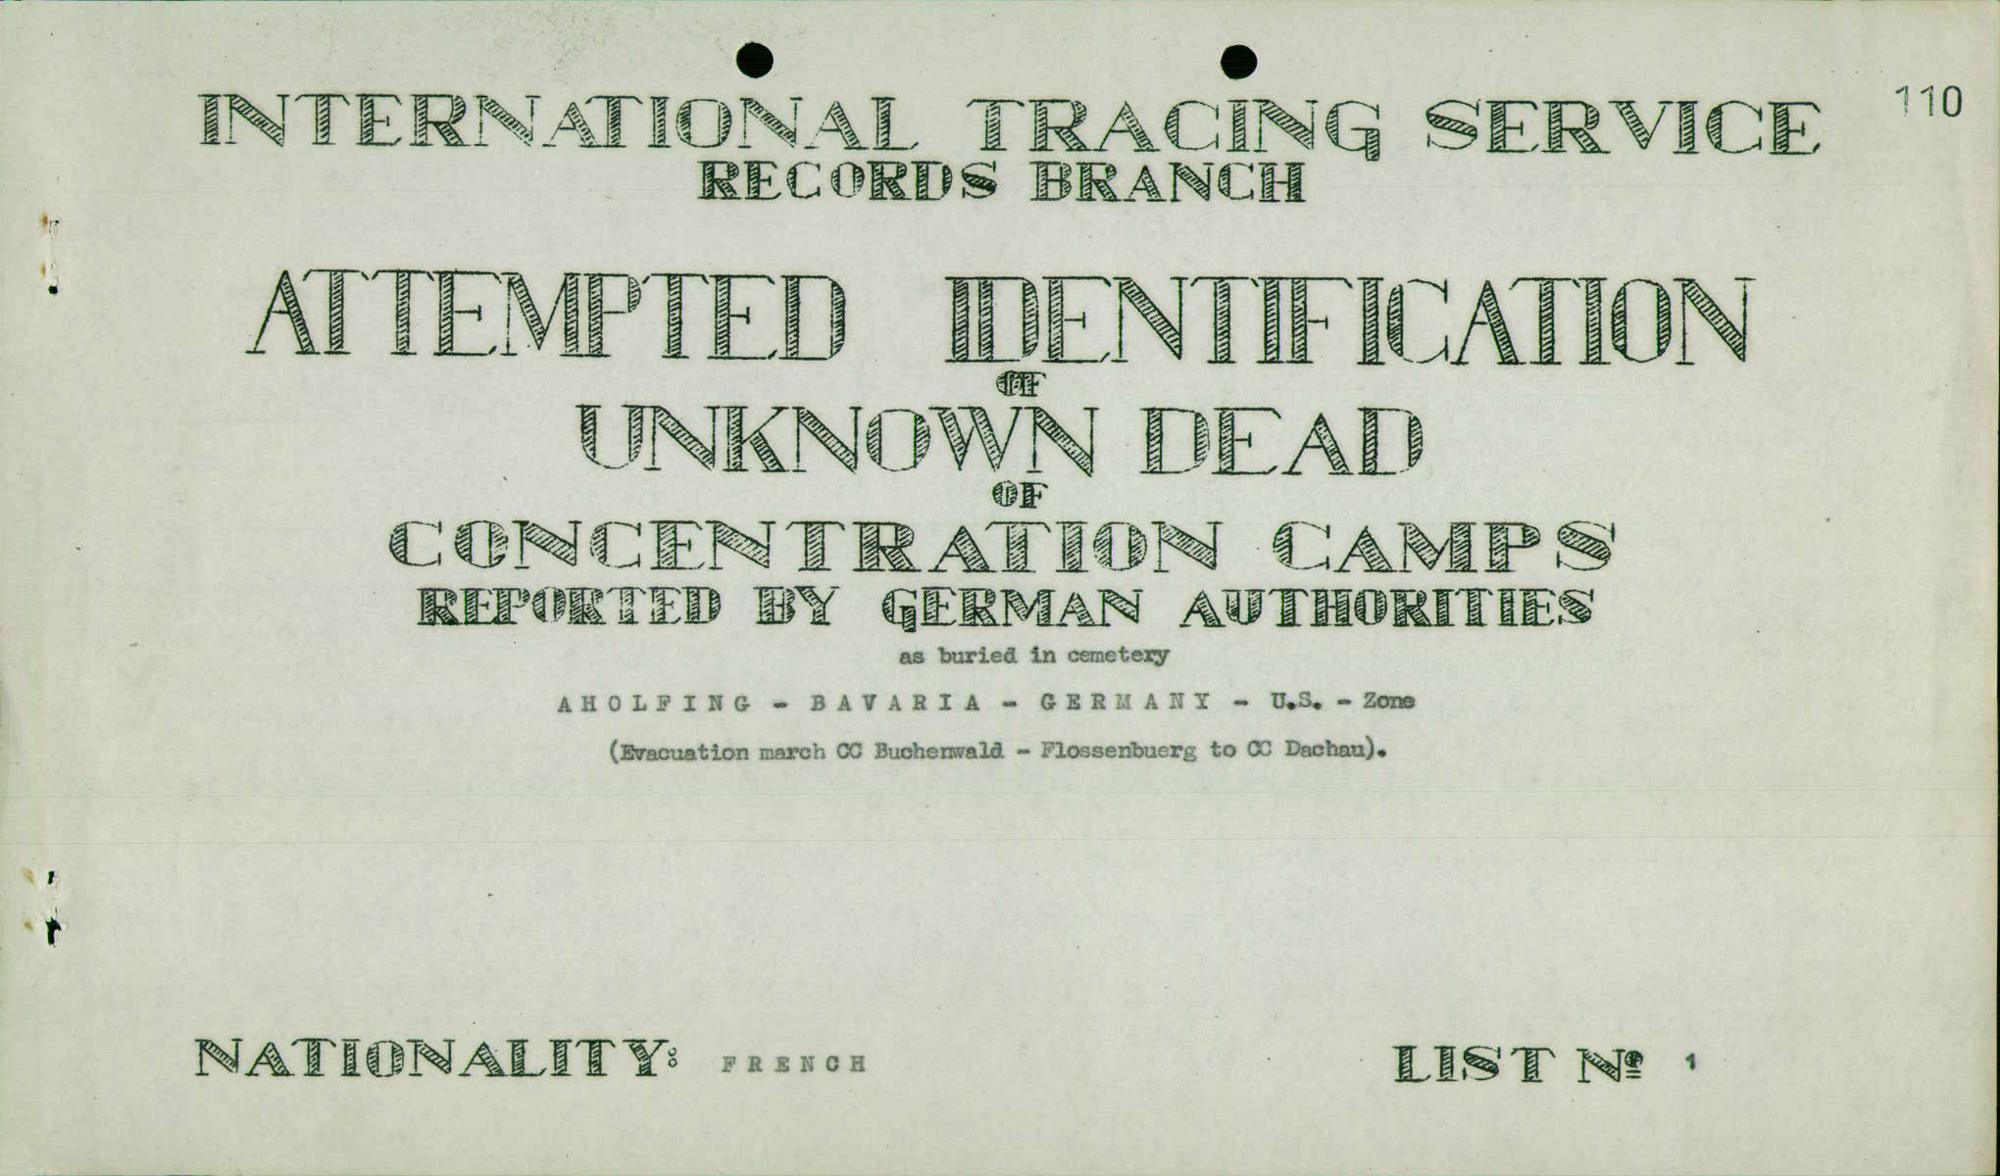 110
INTERNATIONAL TRACING SERVICE
RECORDS BRANCH
ATTEMPTED IDENTIFICATION
OF
UNKNOWN DEAD
OF
CONCENTRATION CAMPS
REPORTED BY GERMAN AUTHORITIES
as buried in cemetery
AHOLFING - BAVARIA - GERMANY - U.S. - Zone
(Evacuation march CC Buchenwald - Flossenbuerg to CC Dachau).
NATIONALITY: FRENCH
LIST Nº 1